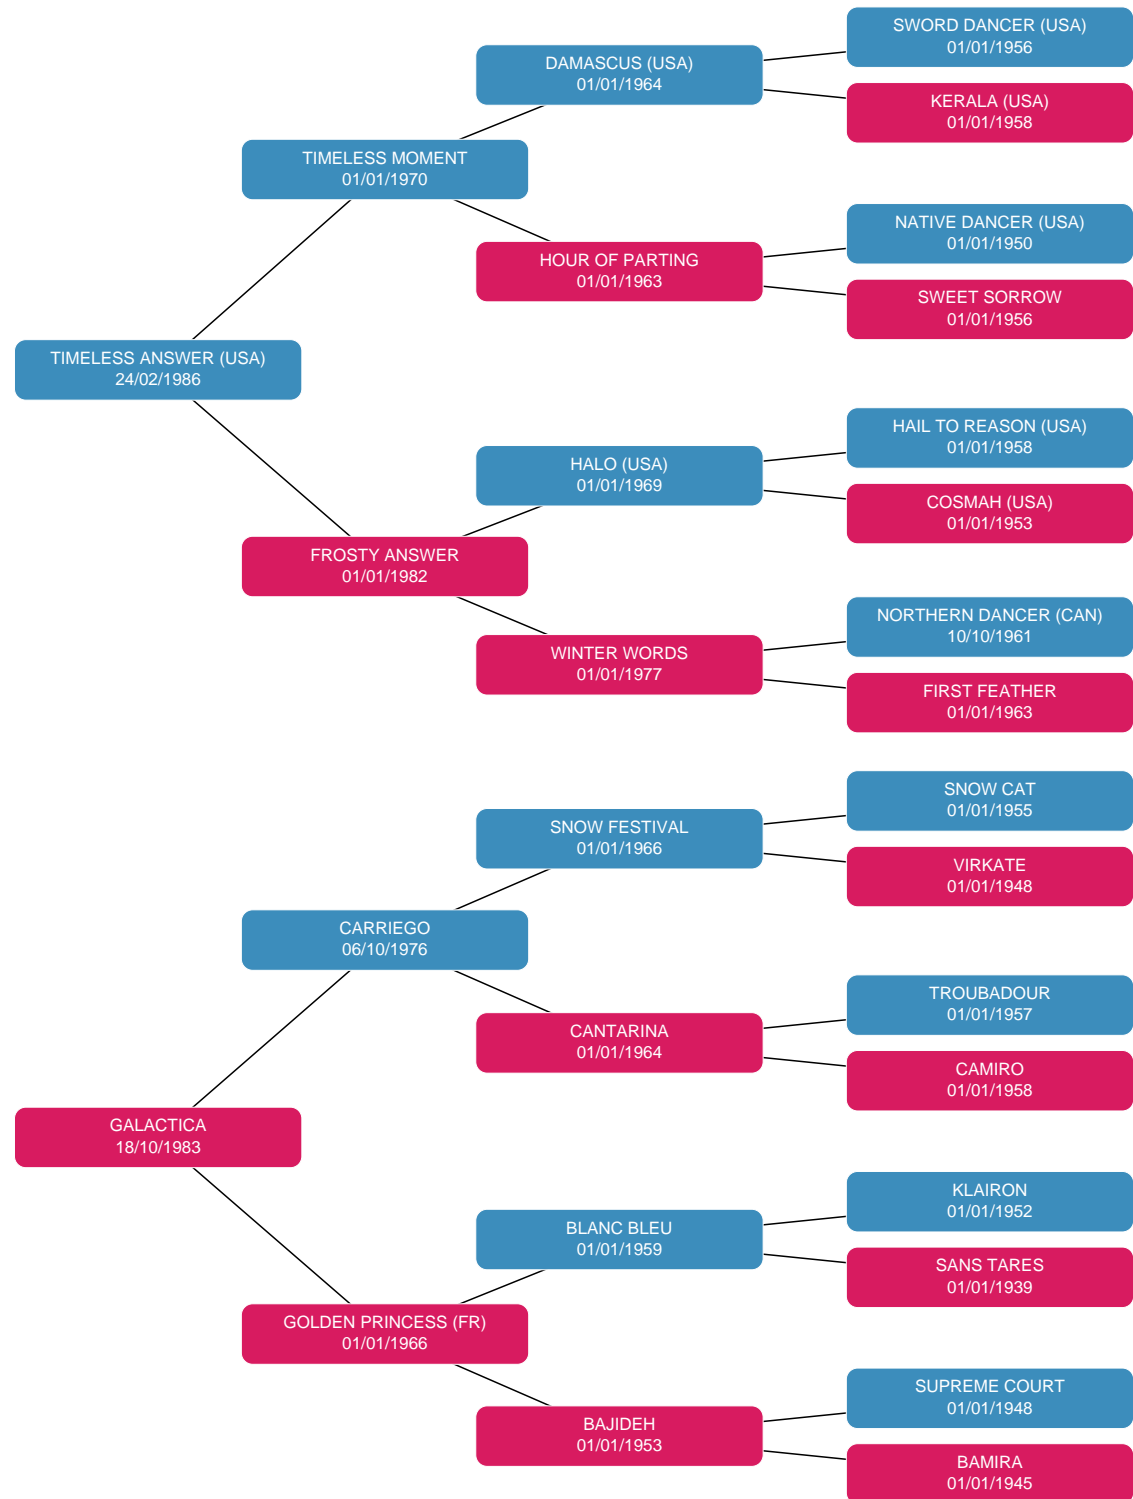 SWORD DANCER (USA)
01/01/1956
DAMASCUS (USA)
01/01/1964
KERALA (USA)
01/01/1958
TIMELESS MOMENT
01/01/1970
NATIVE DANCER (USA)
01/01/1950
HOUR OF PARTING
01/01/1963
SWEET SORROW
01/01/1956
TIMELESS ANSWER (USA)
24/02/1986
HAIL TO REASON (USA)
01/01/1958
HALO (USA)
01/01/1969
COSMAH (USA)
01/01/1953
FROSTY ANSWER
01/01/1982
NORTHERN DANCER (CAN)
10/10/1961
WINTER WORDS
01/01/1977
FIRST FEATHER
01/01/1963
SNOW CAT
01/01/1955
SNOW FESTIVAL
01/01/1966
VIRKATE
01/01/1948
CARRIEGO
06/10/1976
TROUBADOUR
01/01/1957
CANTARINA
01/01/1964
CAMIRO
01/01/1958
GALACTICA
18/10/1983
KLAIRON
01/01/1952
BLANC BLEU
01/01/1959
SANS TARES
01/01/1939
GOLDEN PRINCESS (FR)
01/01/1966
SUPREME COURT
01/01/1948
BAJIDEH
01/01/1953
BAMIRA
01/01/1945